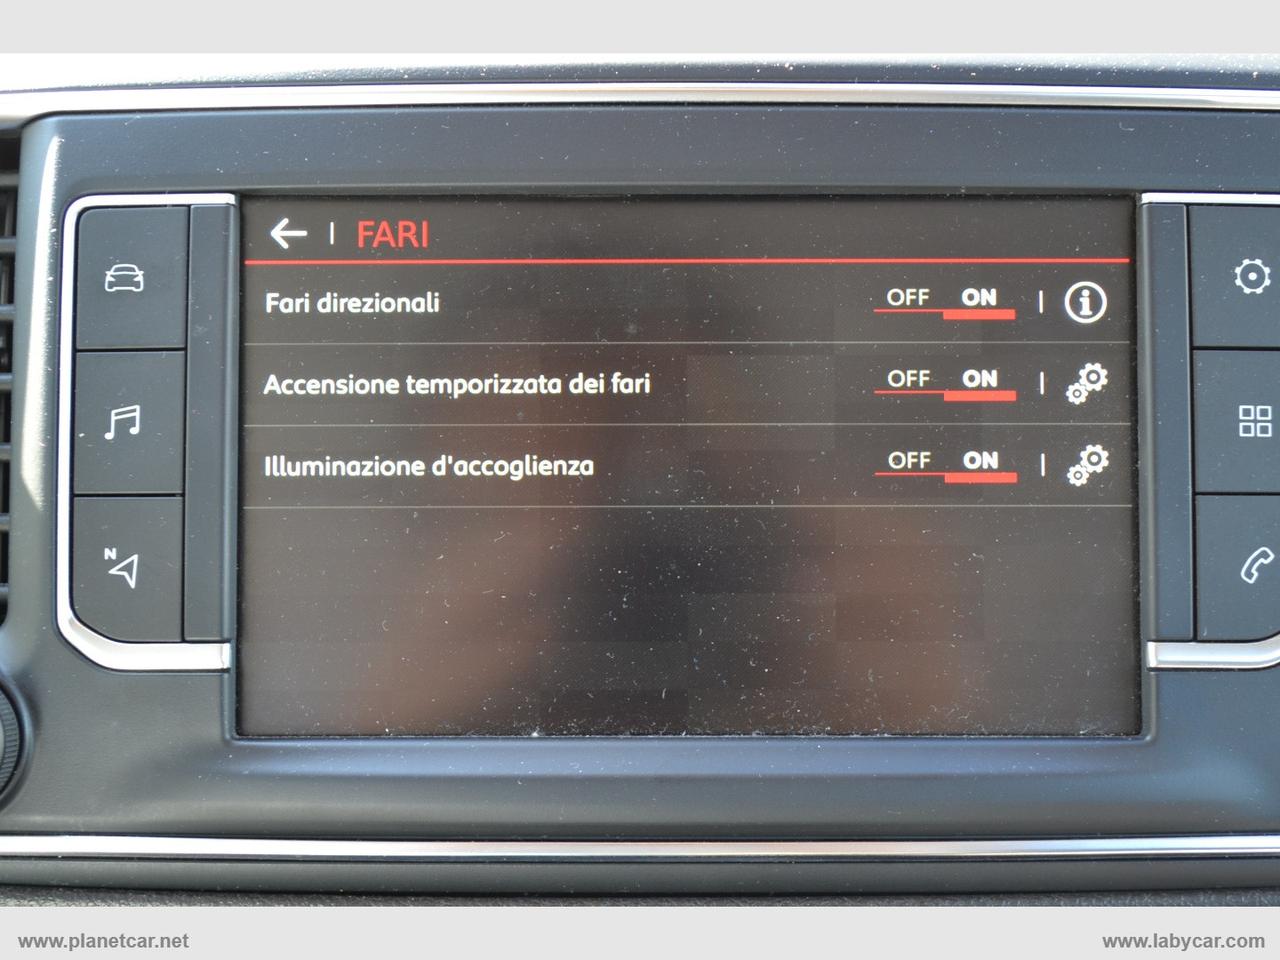 FARI
Fari direzionali OFF ON
Accensione temporizzata dei fari OFF ON
Illuminazione d'accoglienza OFF ON
N
www.planetcar.net
www.labycar.com